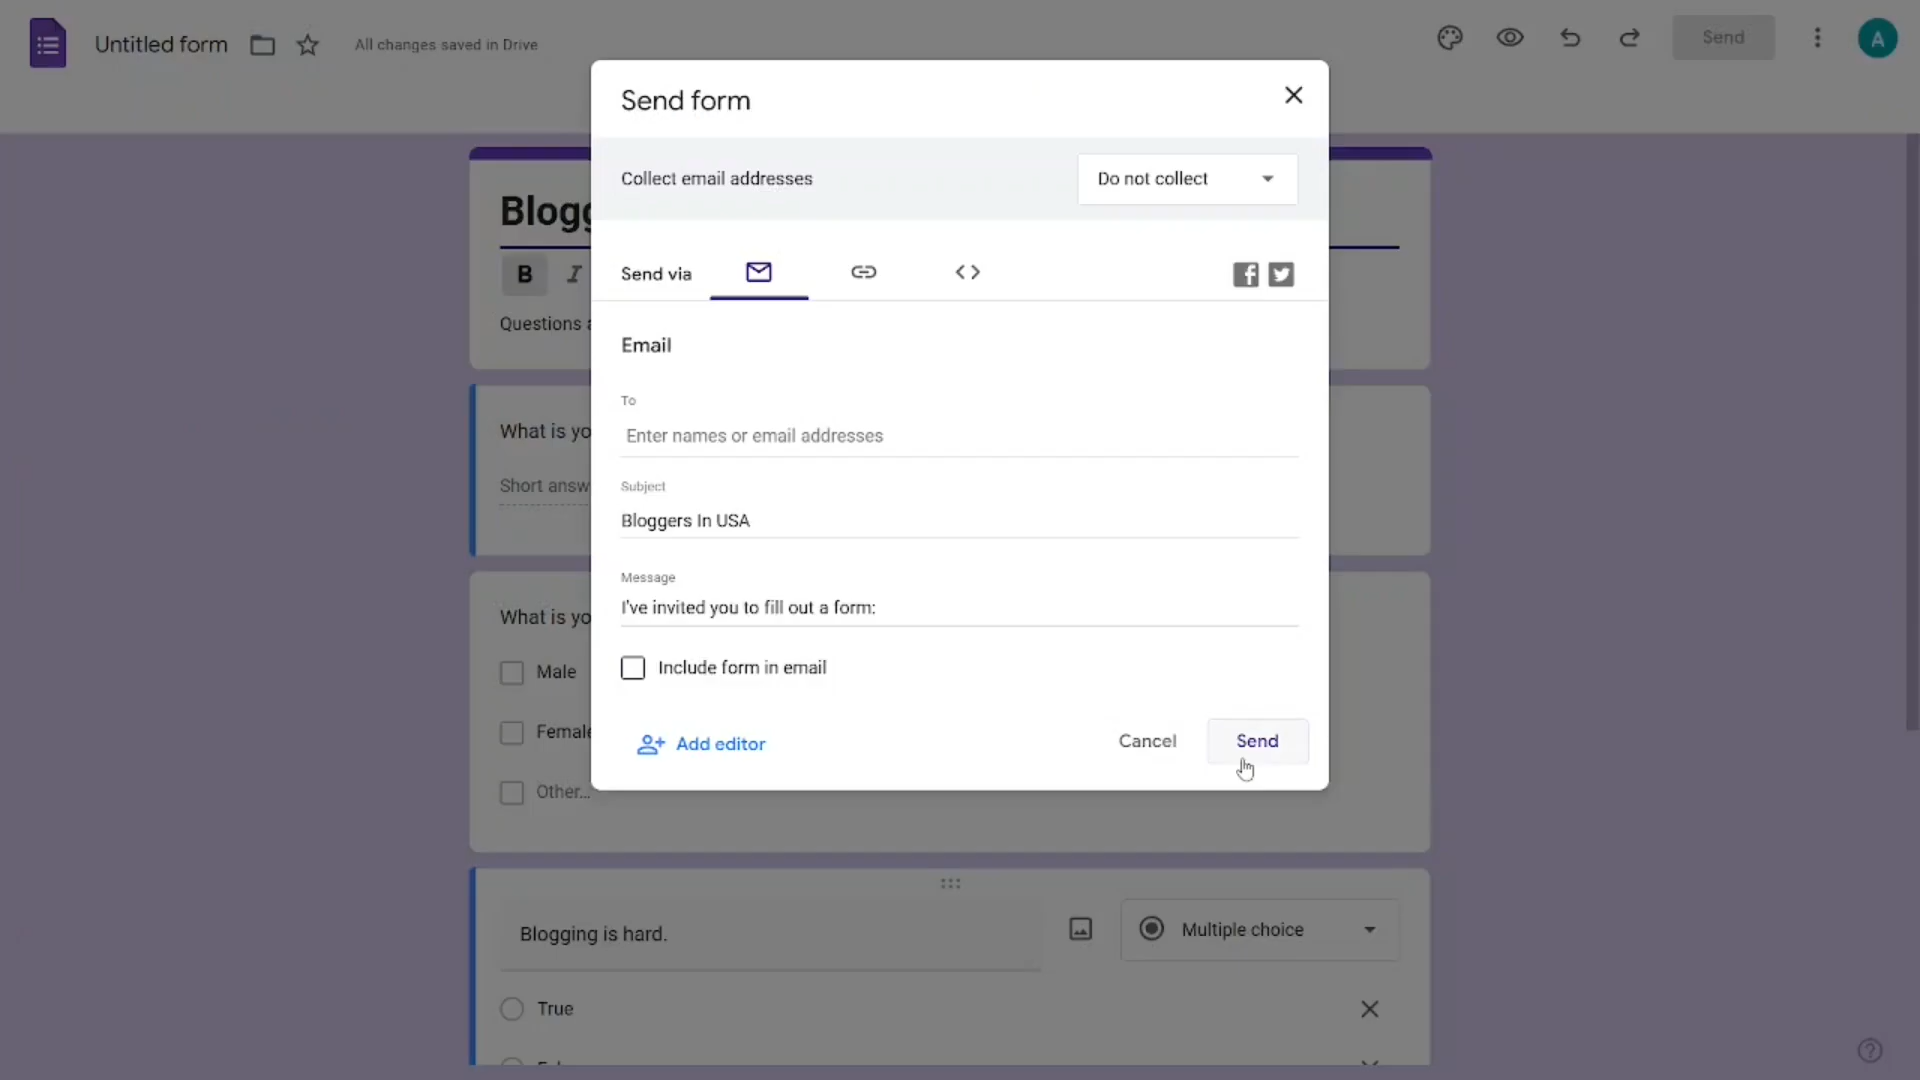 Untitled form
All changes saved in Drive
Send
A
Send form
Collect email addresses
Do not collect
Send via
B I
Questions
Email
To
Enter names or email addresses
Subject
Bloggers In USA
Message
I've invited you to fill out a form:
Include form in email
Add editor
Cancel
Send
What is yo
Short answ
What is yo
Male
Female
Other...
Blogging is hard.
Multiple choice
True